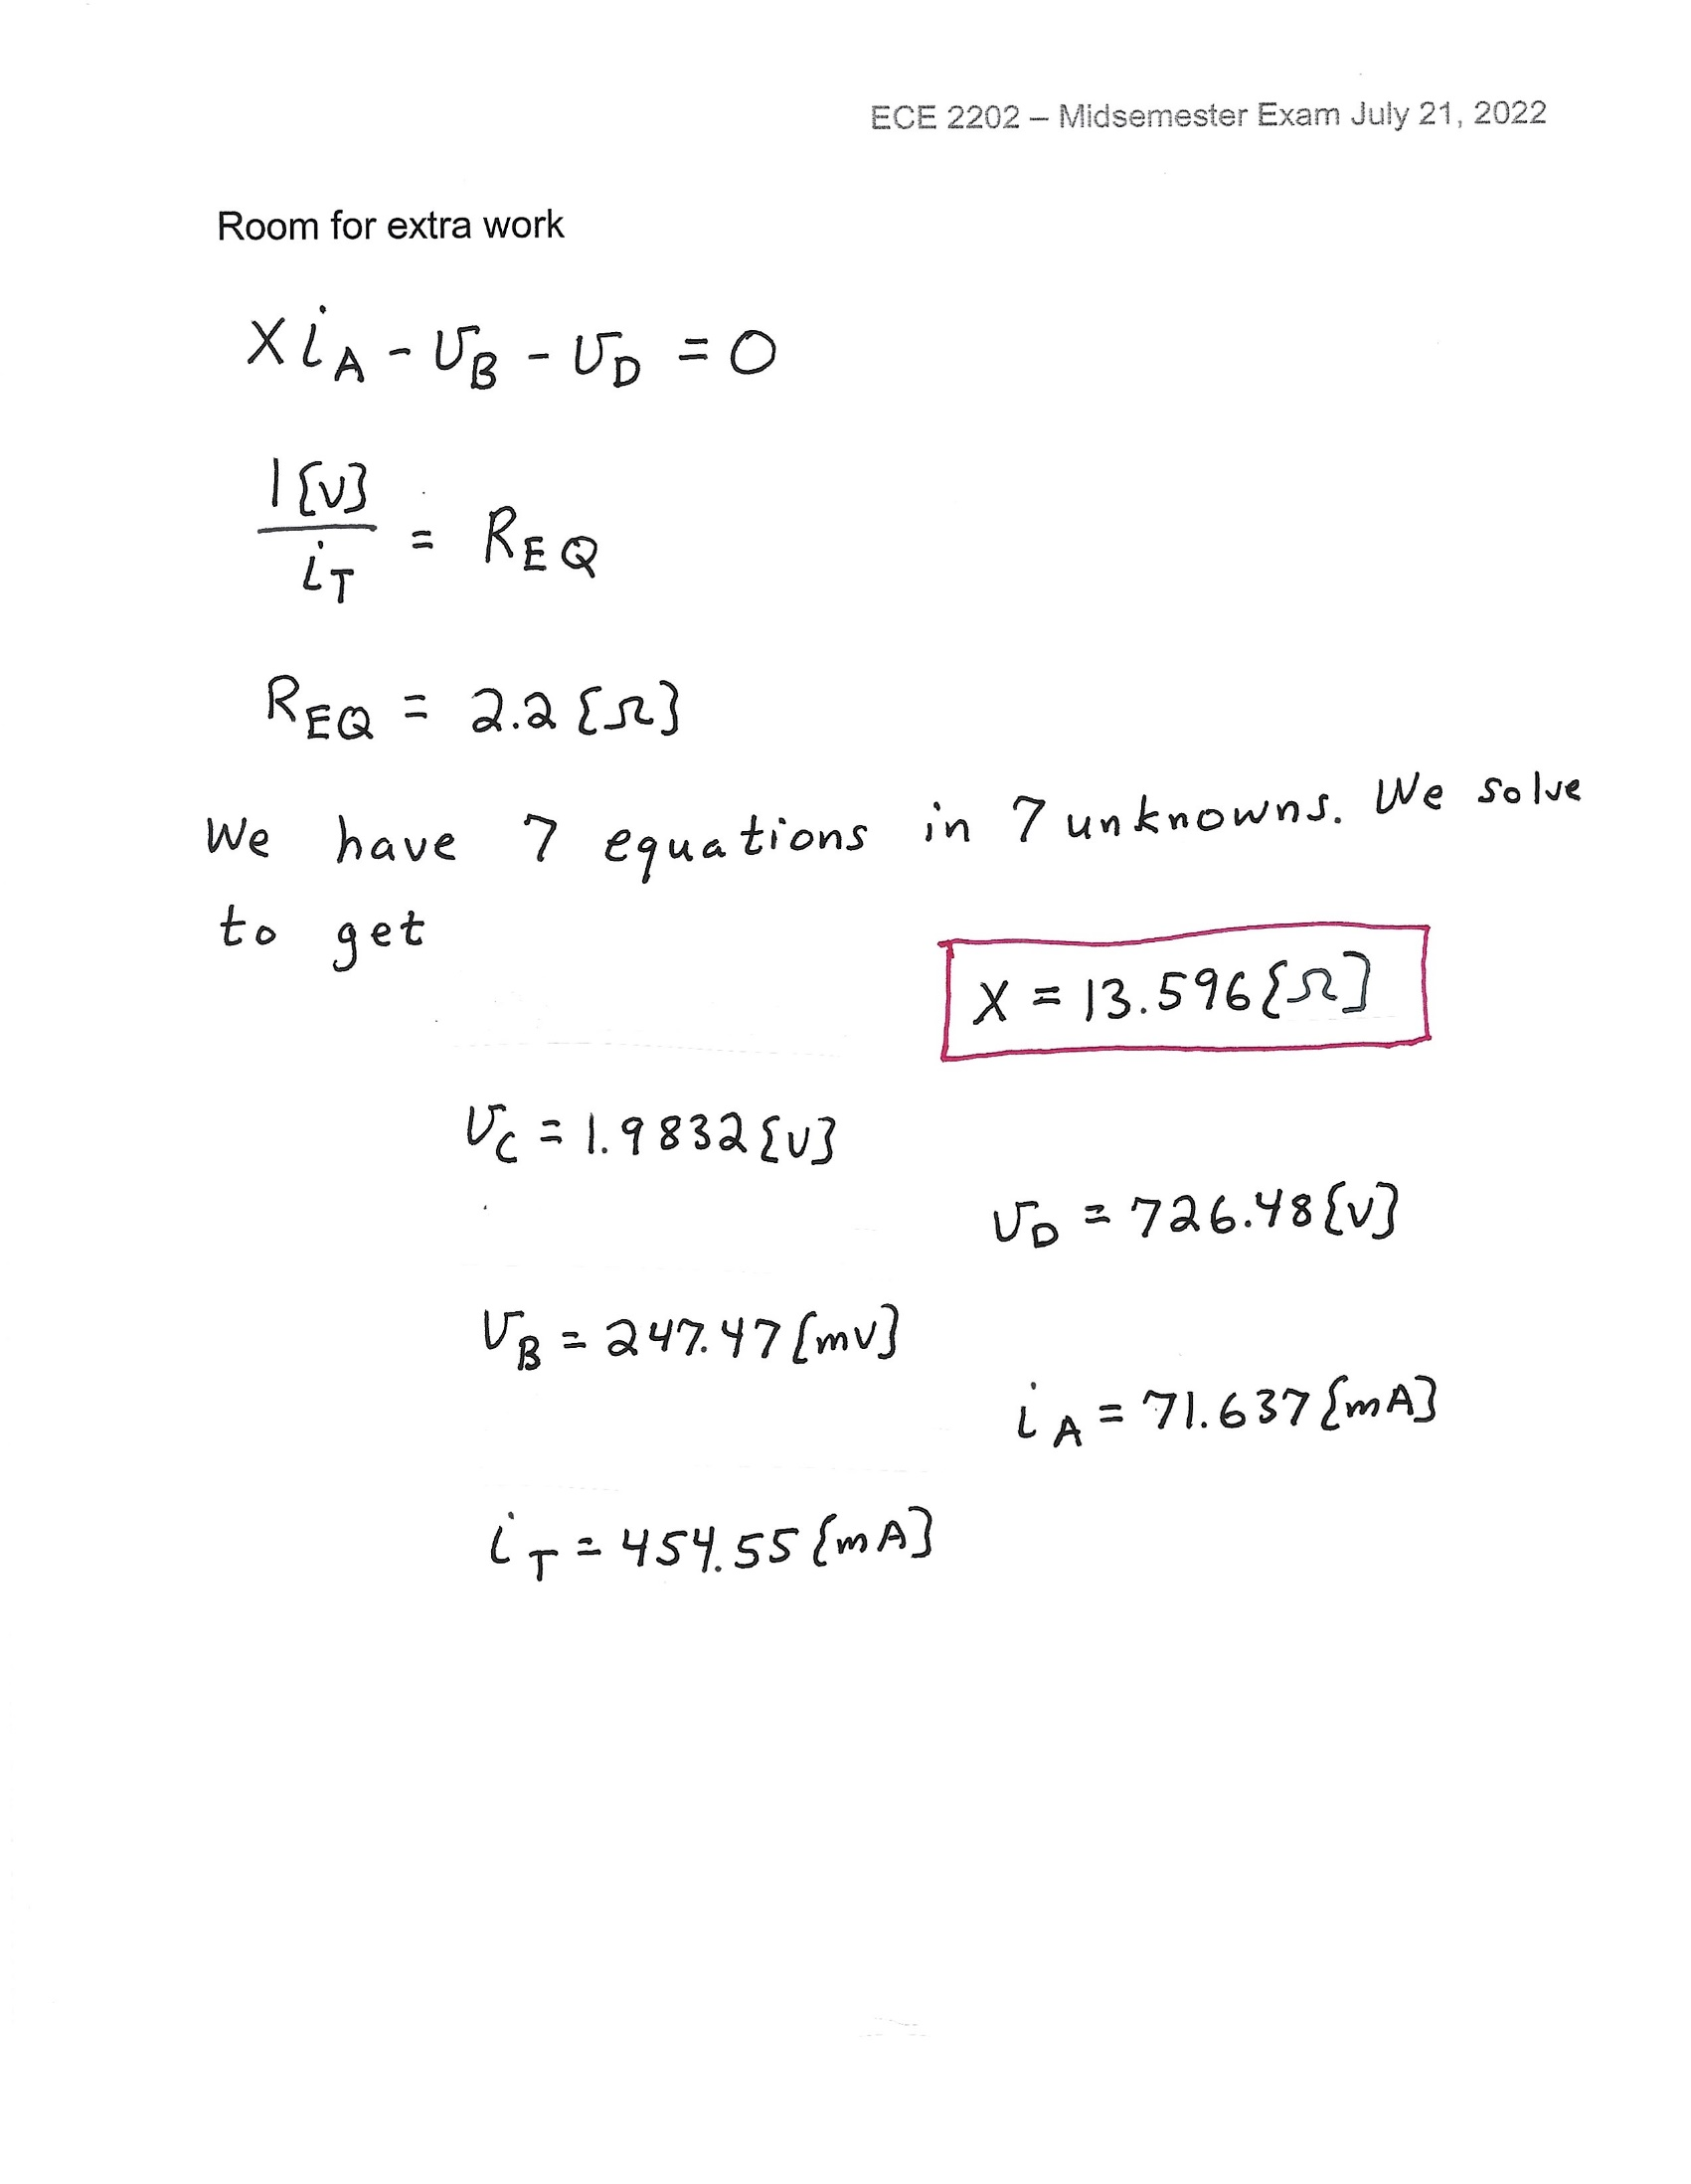 ECE 2202 – Midsemester Exam July 21, 2022
Room for extra work
X i_A - v_B - v_D = 0
1 [V] / i_T = R_EQ
R_EQ = 2.2 [Ω]
We have 7 equations in 7 unknowns. We solve
to get
X = 13.596 [Ω]
v_C = 1.9832 [V]
v_D = 726.48 [V]
v_B = 247.47 [mV]
i_A = 71.637 [mA]
i_T = 454.55 [mA]